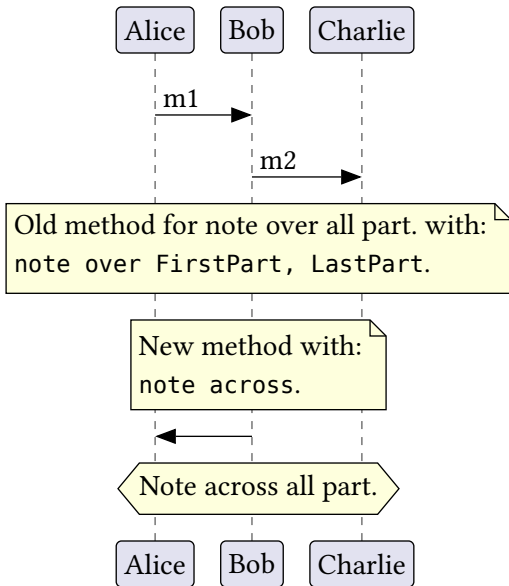 Alice Bob Charlie
m1
m2
Old method for note over all part. with:
note over FirstPart, LastPart.
New method with:
note across.
Note across all part.
Alice Bob Charlie